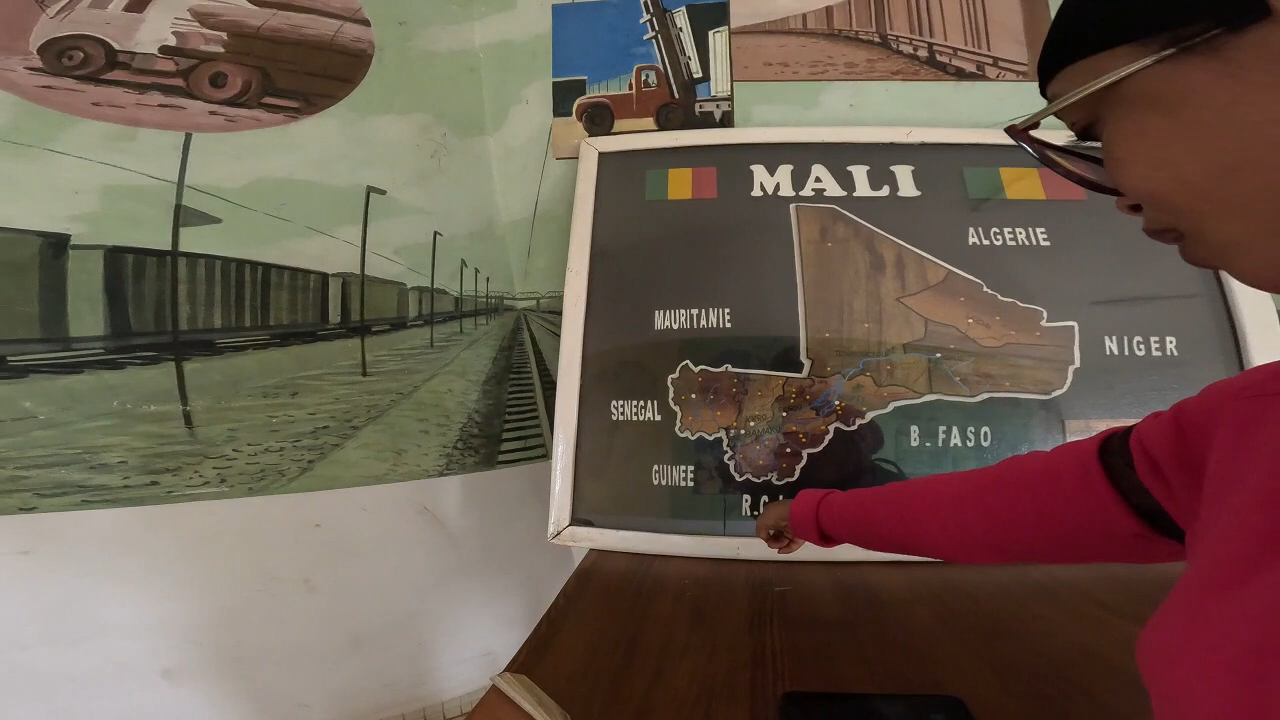 MALI
ALGERIE
MAURITANIE
NIGER
SENEGAL
B. FASO
GUINEE